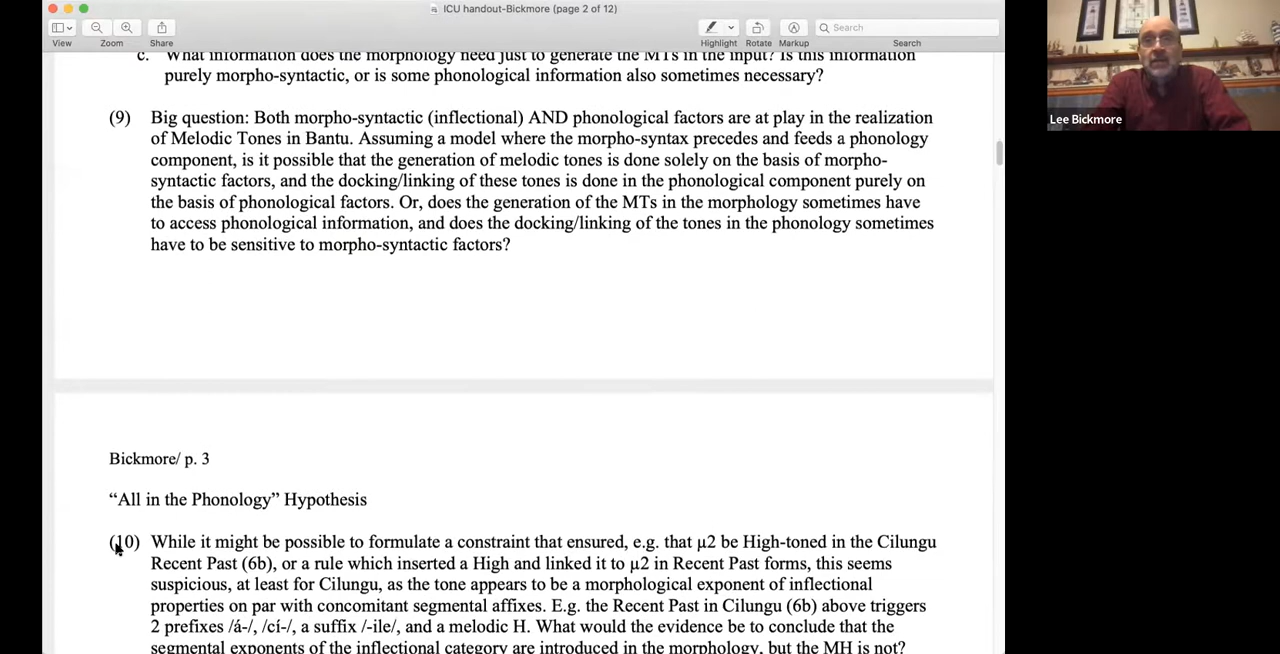 ICU handout-Bickmore (page 2 of 12)
View
Zoom
Share
Highlight
Rotate
Markup
Search
Search
c. What information does the morphology need just to generate the MTs in the input? Is this information
purely morpho-syntactic, or is some phonological information also sometimes necessary?
(9) Big question: Both morpho-syntactic (inflectional) AND phonological factors are at play in the realization
of Melodic Tones in Bantu. Assuming a model where the morpho-syntax precedes and feeds a phonology
component, is it possible that the generation of melodic tones is done solely on the basis of morpho-
syntactic factors, and the docking/linking of these tones is done in the phonological component purely on
the basis of phonological factors. Or, does the generation of the MTs in the morphology sometimes have
to access phonological information, and does the docking/linking of the tones in the phonology sometimes
have to be sensitive to morpho-syntactic factors?
Bickmore/ p. 3
“All in the Phonology” Hypothesis
(10) While it might be possible to formulate a constraint that ensured, e.g. that μ2 be High-toned in the Cilungu
Recent Past (6b), or a rule which inserted a High and linked it to μ2 in Recent Past forms, this seems
suspicious, at least for Cilungu, as the tone appears to be a morphological exponent of inflectional
properties on par with concomitant segmental affixes. E.g. the Recent Past in Cilungu (6b) above triggers
2 prefixes /á-/, /cí-/, a suffix /-ile/, and a melodic H. What would the evidence be to conclude that the
segmental exponents of the inflectional category are introduced in the morphology, but the MH is not?
Lee Bickmore